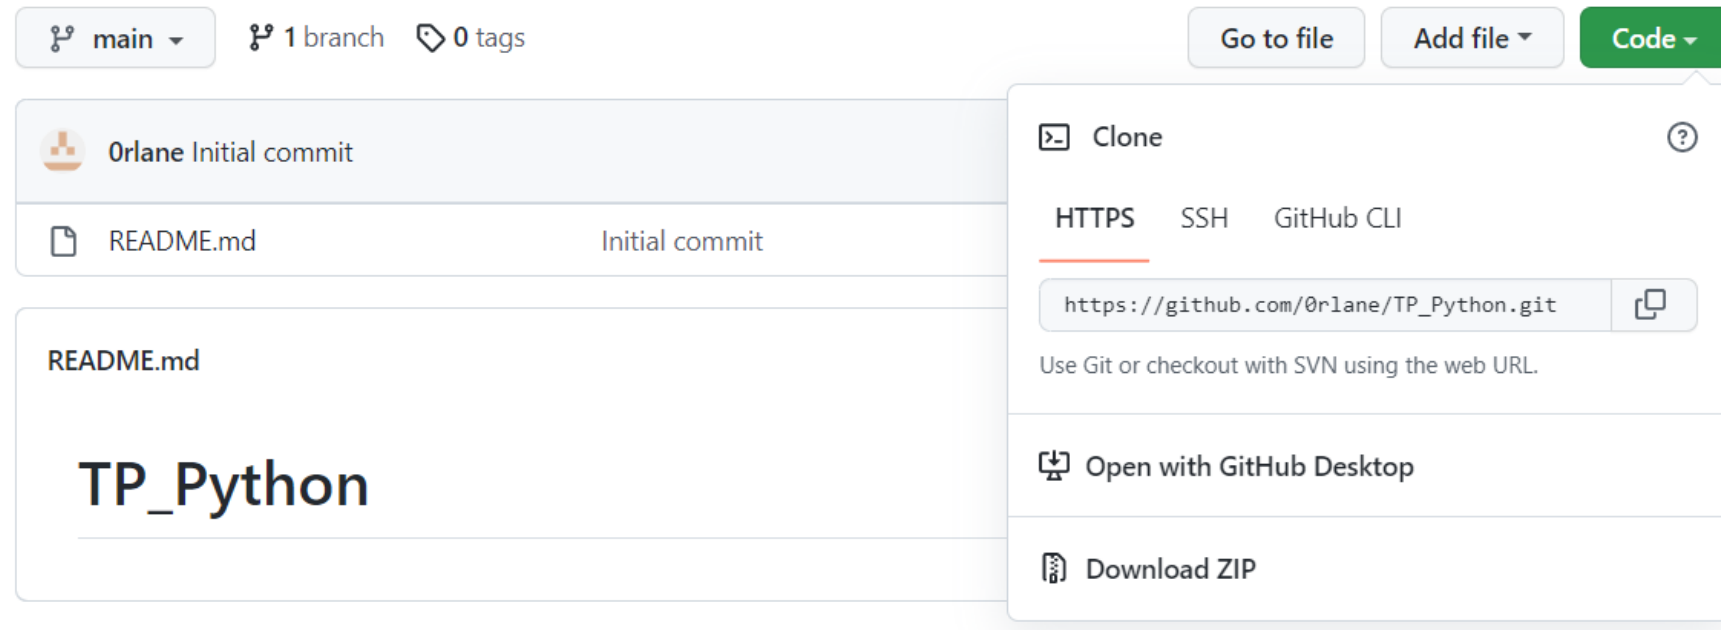 main 1 branch 0 tags Go to file Add file Code
0rlane Initial commit
README.md Initial commit
README.md
TP_Python
Clone
HTTPS SSH GitHub CLI
https://github.com/0rlane/TP_Python.git
Use Git or checkout with SVN using the web URL.
Open with GitHub Desktop
Download ZIP